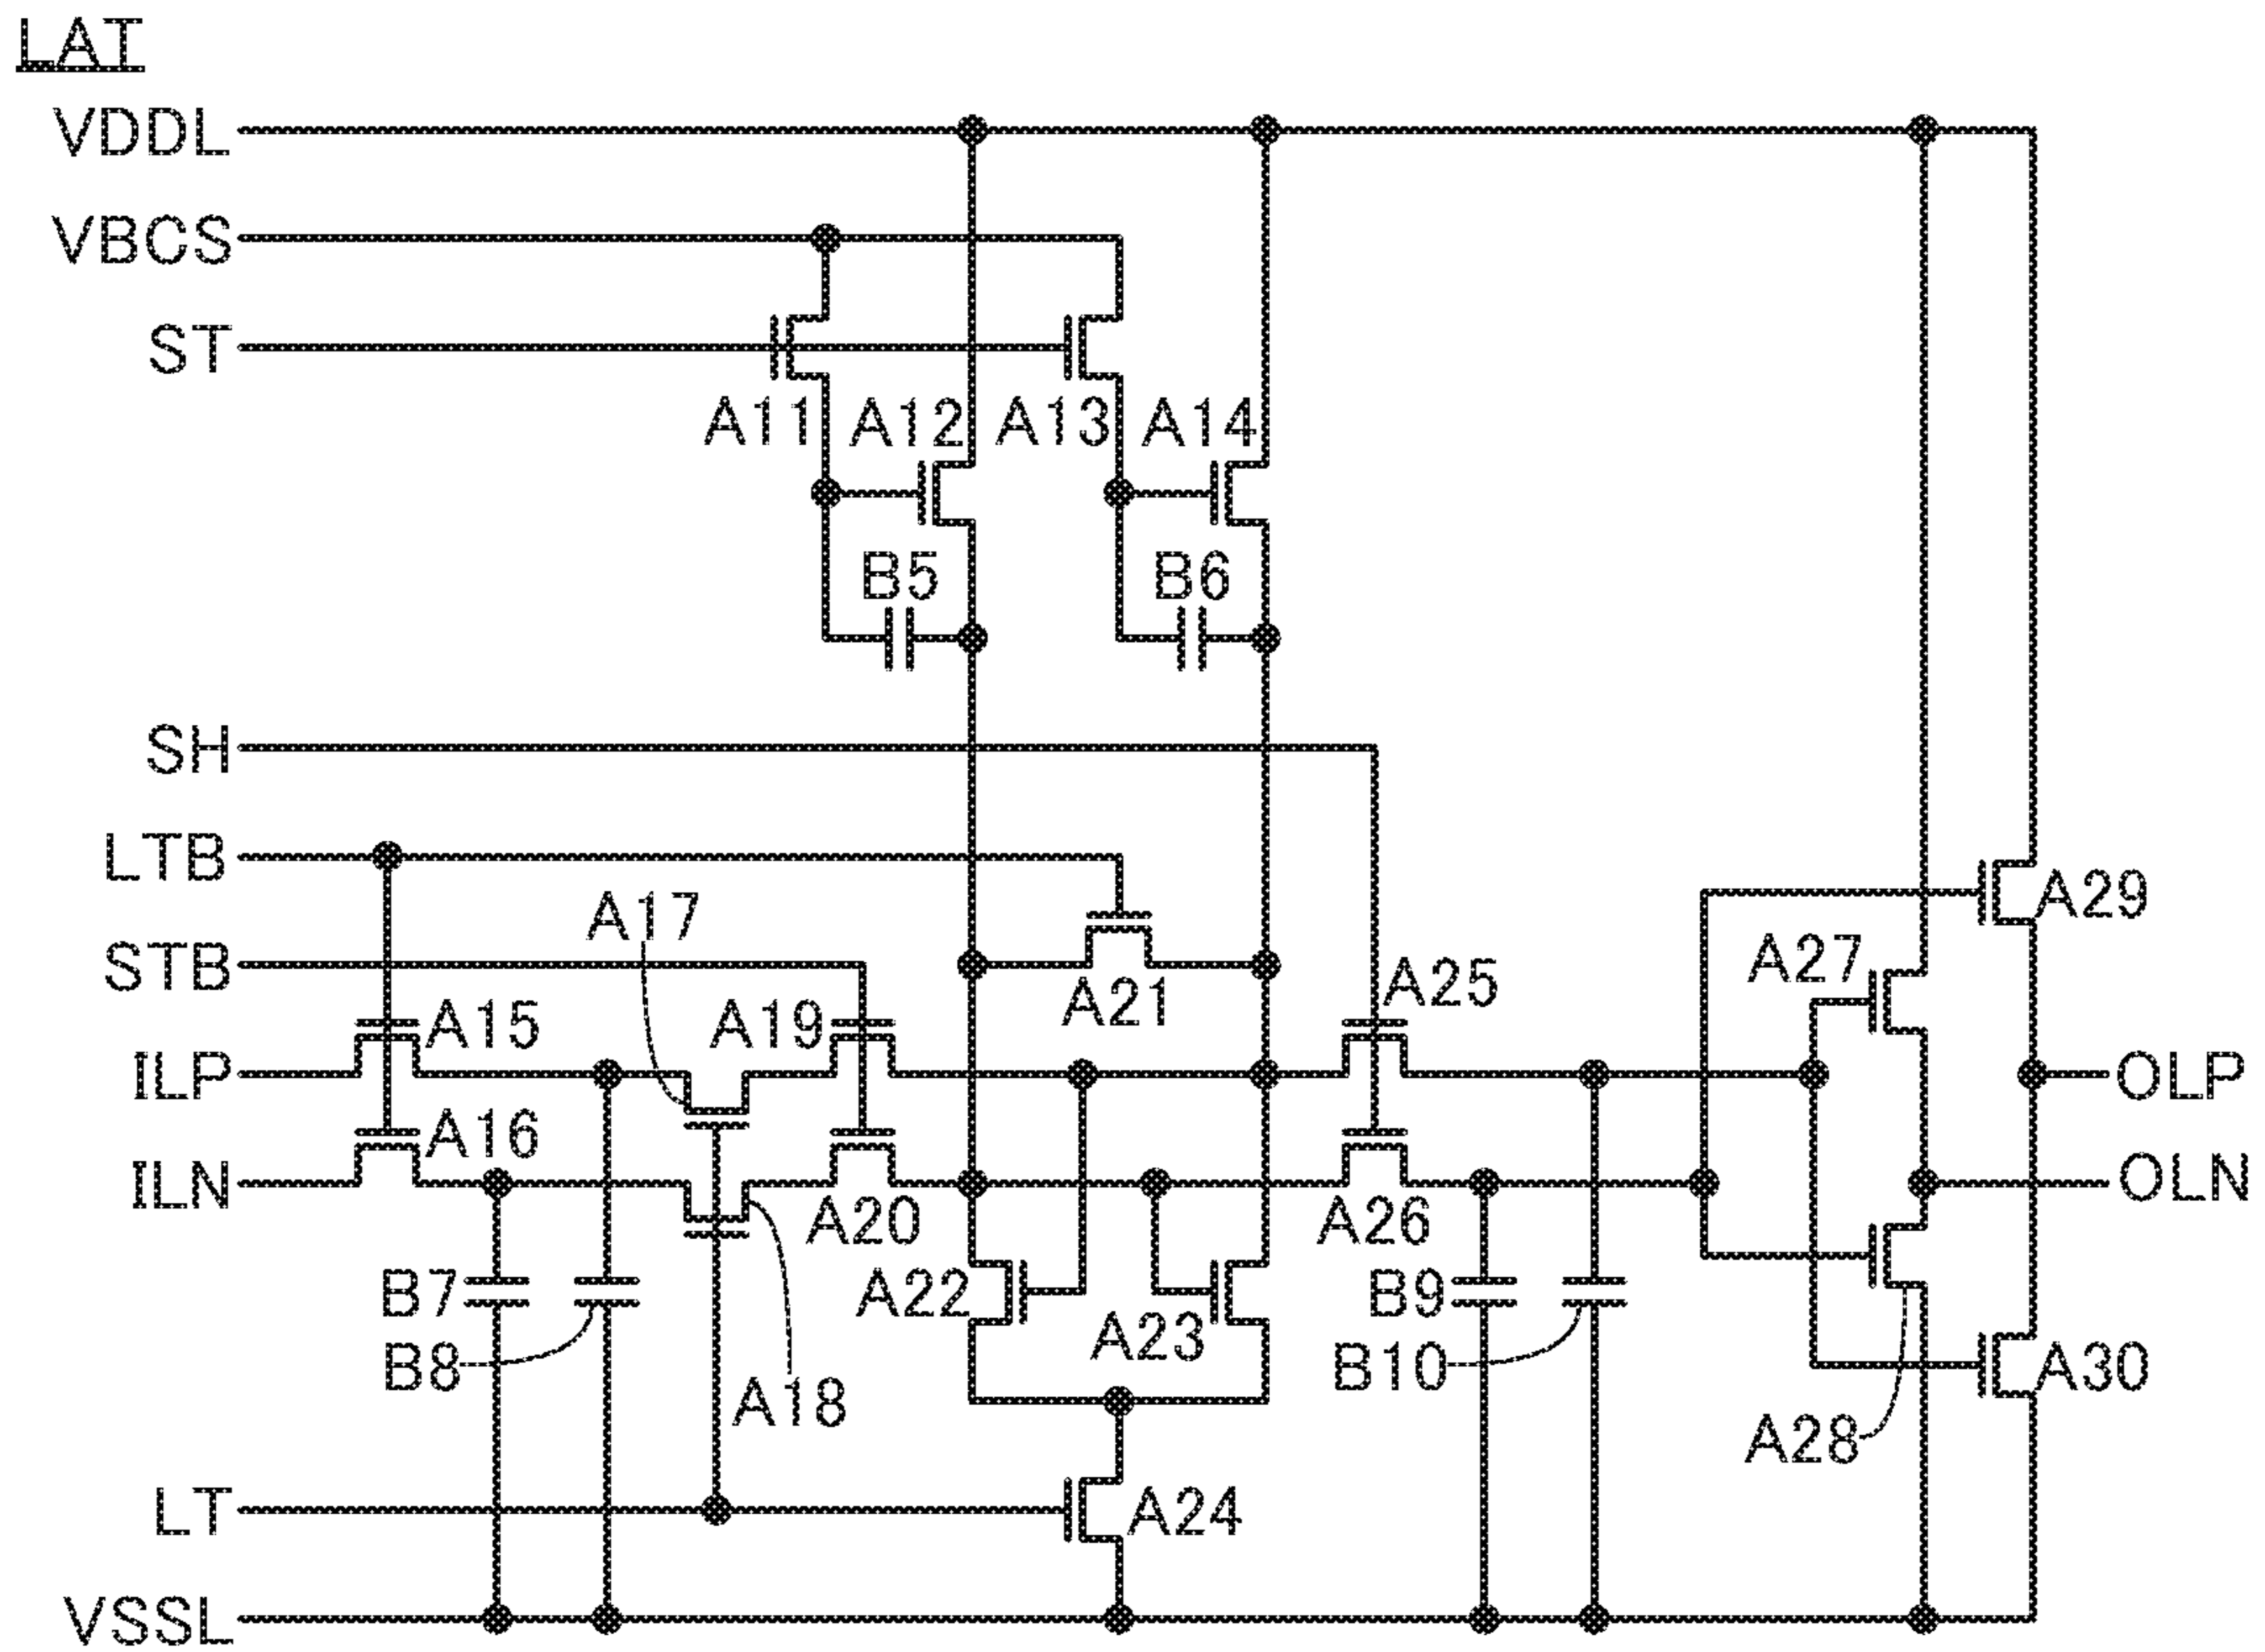 LAT
VDDL
VBCS
ST
A11
A12
A13
A14
B5
B6
SH
LTB
A17
A29
STB
A21
A25
A27
A15
A19
ILP
OLP
A16
ILN
A20
A26
OLN
B7
A22
A23
B9
B8
A18
B10
A30
A28
LT
A24
VSSL